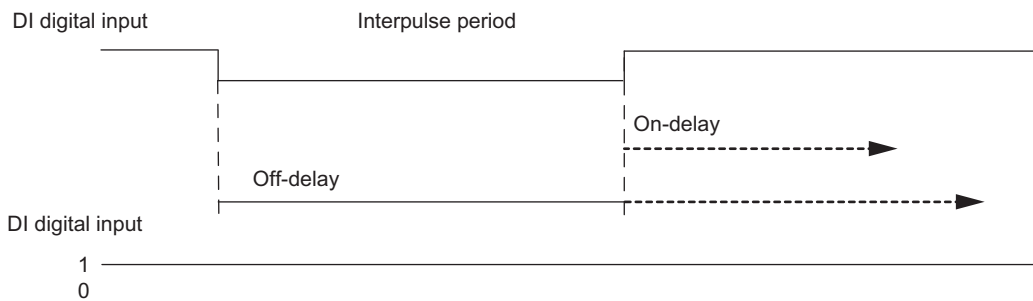 DI digital input
Interpulse period
On-delay
Off-delay
DI digital input
1
0